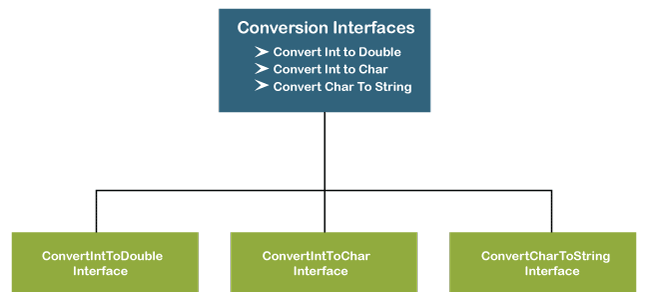 Conversion Interfaces
Convert Int to Double
Convert Int to Char
Convert Char To String
ConvertIntToDouble
Interface
ConvertIntToChar
Interface
ConvertCharToString
Interface